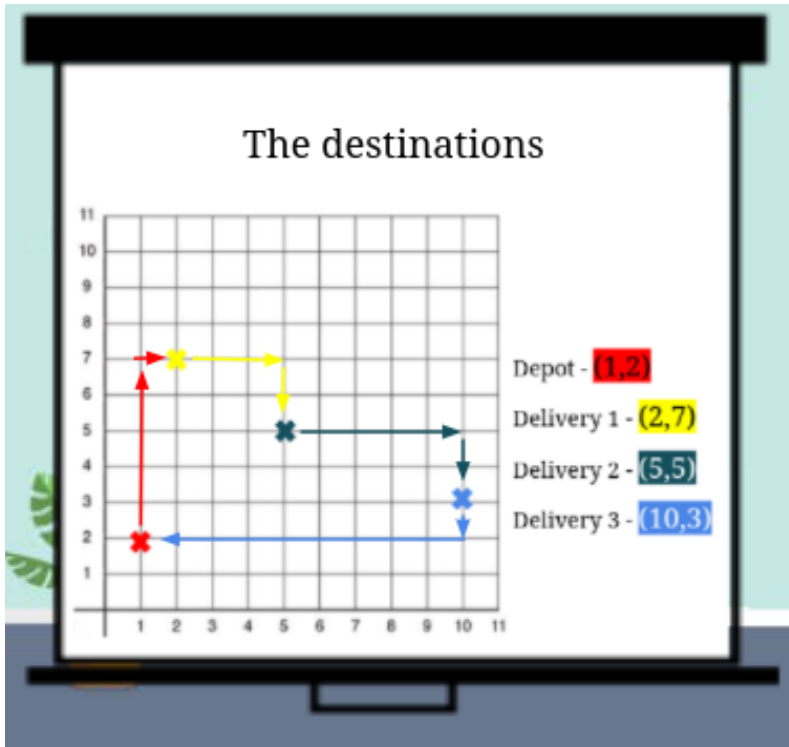 The destinations
11
10
9
8
7
6
5
4
3
2
1
1 2 3 4 5 6 7 8 9 10 11
Depot - (1,2)
Delivery 1 - (2,7)
Delivery 2 - (5,5)
Delivery 3 - (10,3)